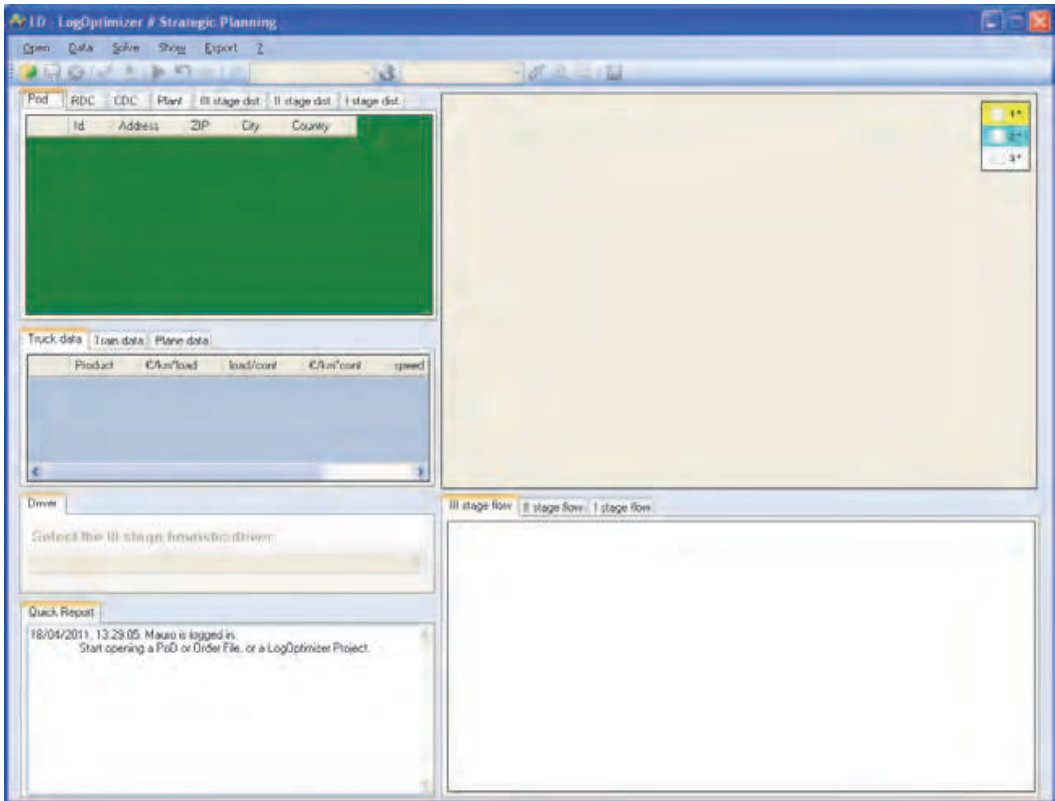 LD - LogOptimizer # Strategic Planning
Open Data Solve Show Export ?
Pod RDC CDC Plant III stage dist. II stage dist. I stage dist.
Id Address ZIP City Country
1°
2°
3°
Truck data Train data Plane data
Product €/km*load load/cont €/km*cont speed
Driver
Select the III stage heuristic driver
III stage flow II stage flow I stage flow
Quick Report
18/04/2011, 13.29.05. Mauro is logged in.
Start opening a PoD or Order File, or a LogOptimizer Project.